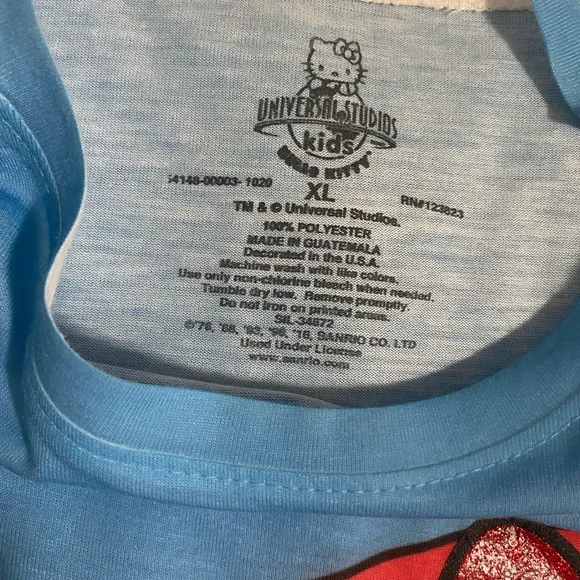 UNIVERSAL STUDIOS
kids
HELLO KITTY
54148-00003- 1020
RN#123823
XL
TM & © Universal Studios.
100% POLYESTER
MADE IN GUATEMALA
Decorated in the U.S.A.
Machine wash with like colors.
Use only non-chlorine bleach when needed.
Tumble dry low. Remove promptly.
Do not iron on printed areas.
SIL-34672
©'76, '88, '93, '96, '16, SANRIO CO. LTD
Used Under License
www.sanrio.com